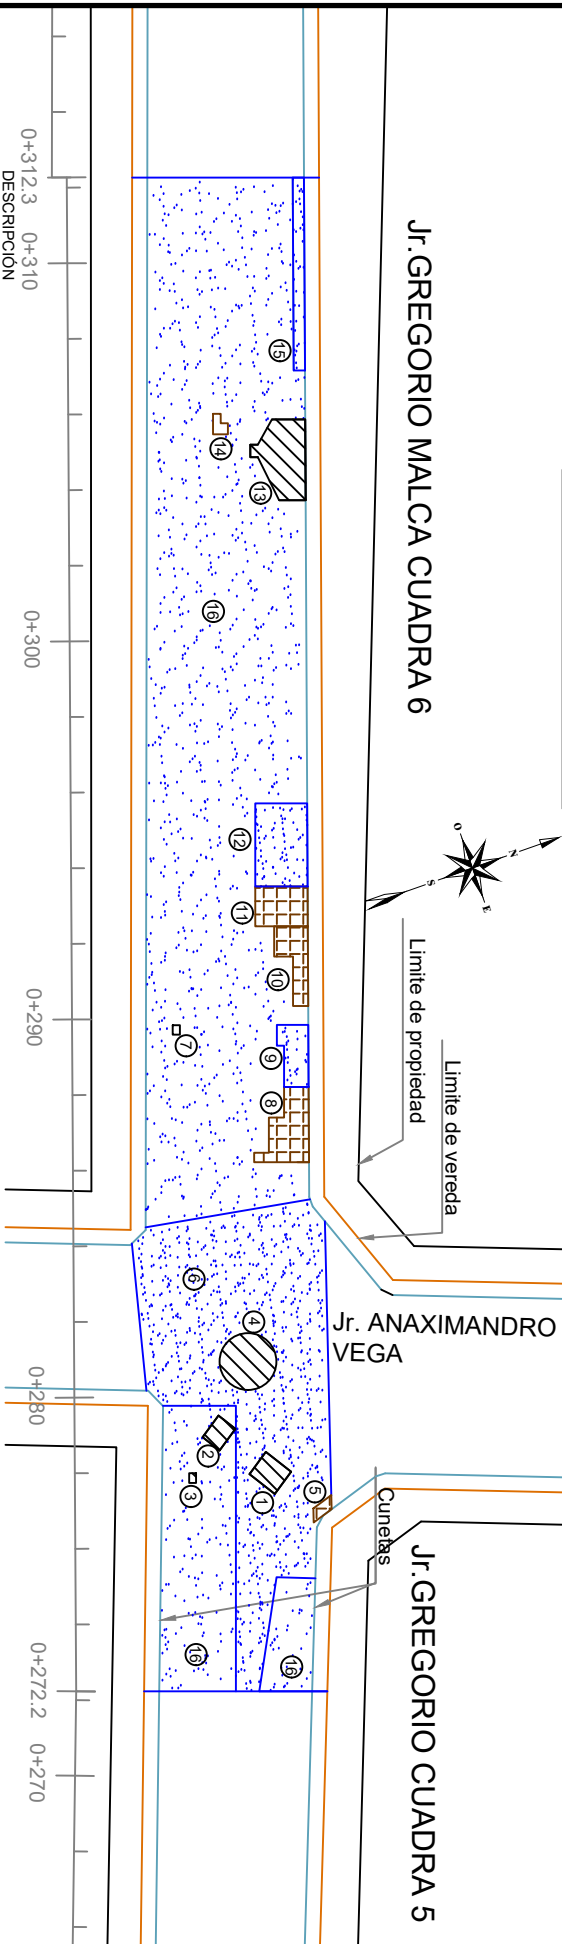 0+312.3
DESCRIPCIÓN
0+310
0+300
0+290
0+280
0+272.2
0+270
Jr.GREGORIO MALCA CUADRA 6
15
14
13
16
12
11
10
7
9
8
N
O
S
E
Limite de propiedad
Limite de vereda
Jr. ANAXIMANDRO
VEGA
6
4
2
3
1
5
Cunetas
16
16
Jr.GREGORIO CUADRA 5